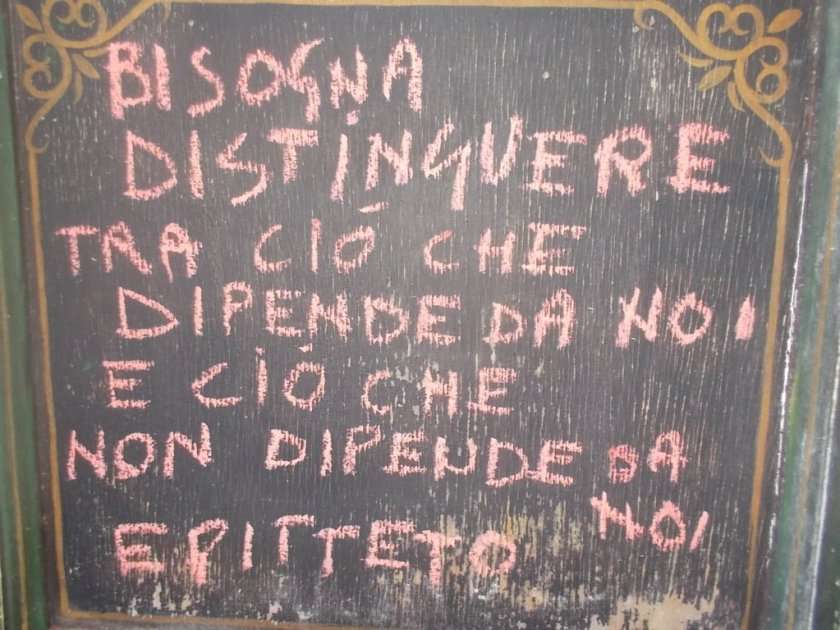 BISOGNA
DISTINGUERE
TRA CIÓ CHE
DIPENDE DA NOI
E CIÓ CHE
NON DIPENDE DA
NOI
EPITTETO